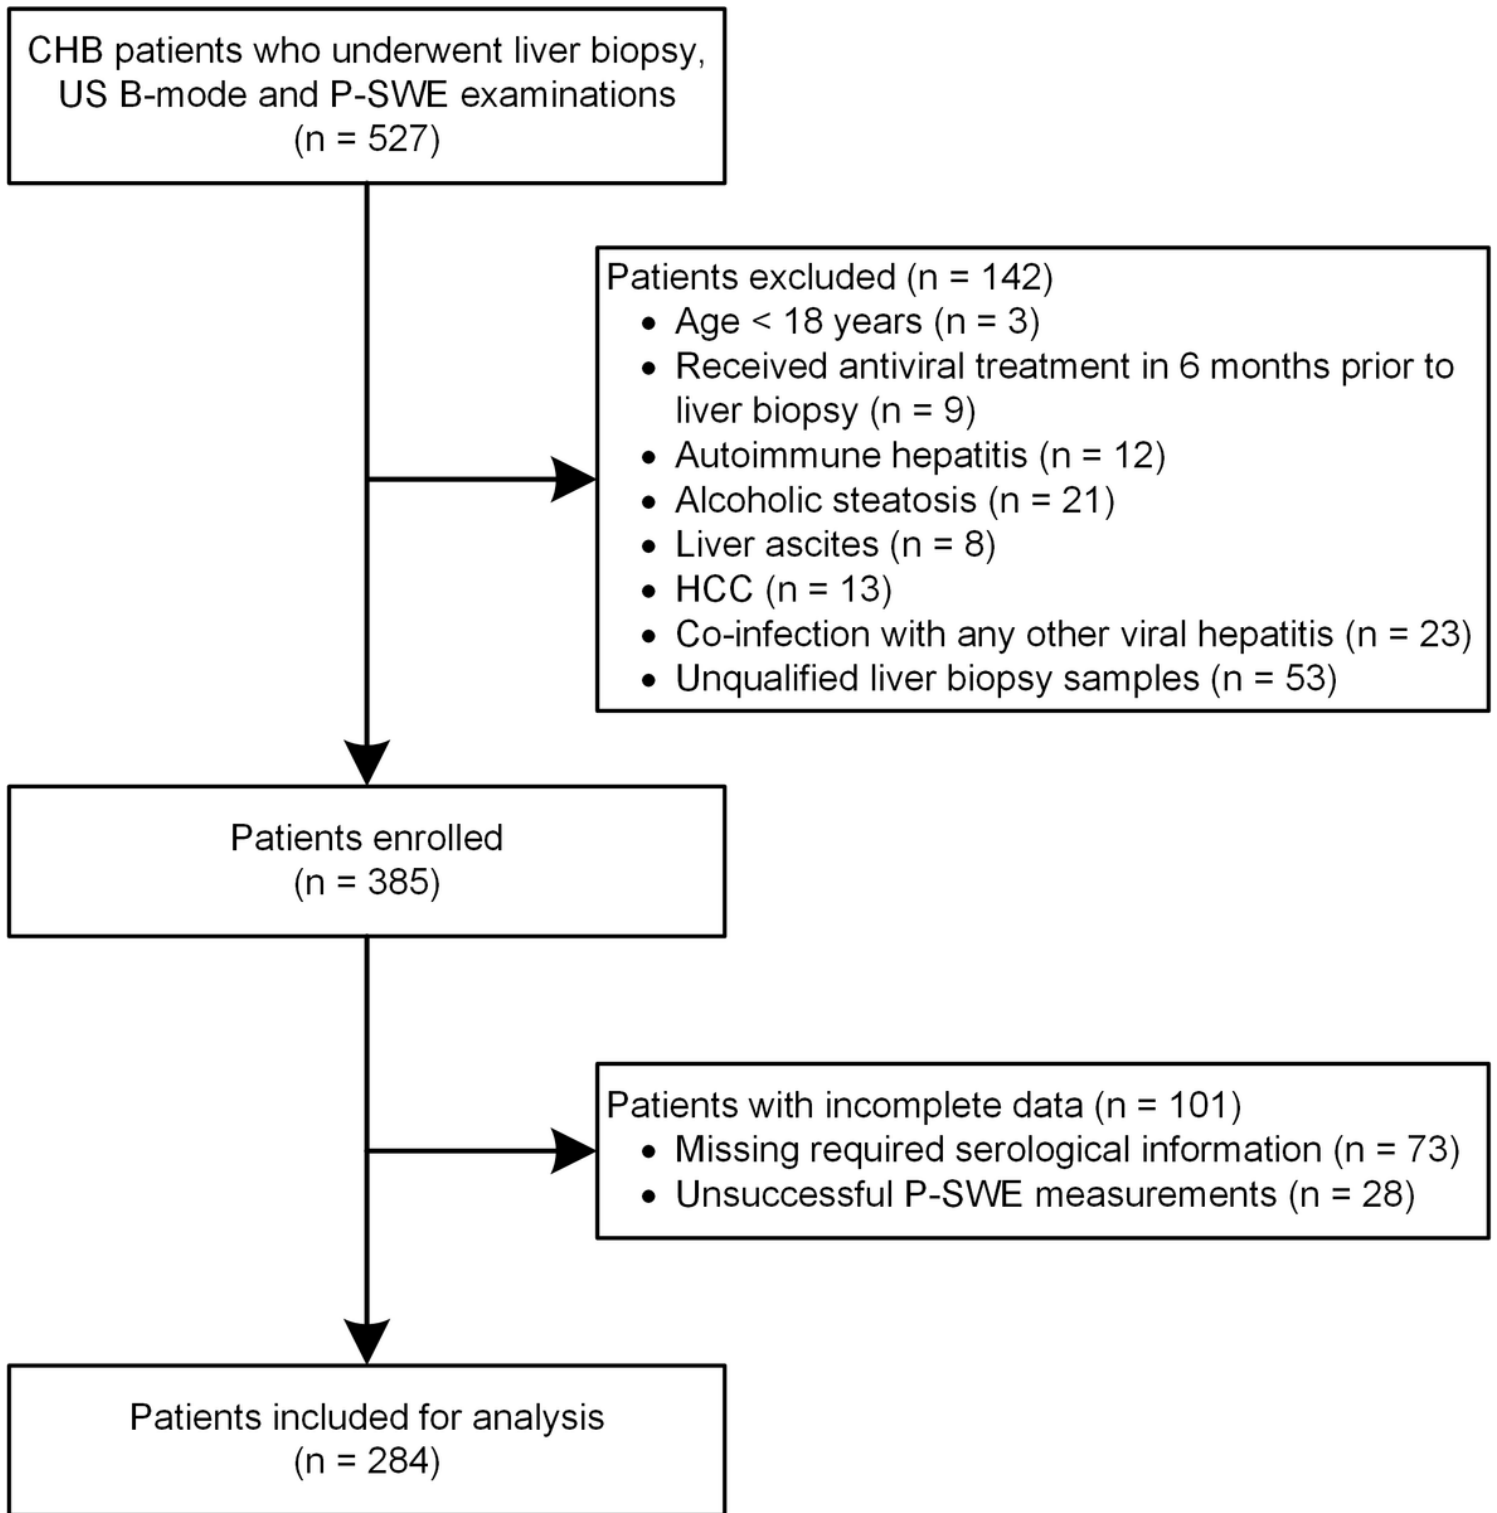 CHB patients who underwent liver biopsy,
US B-mode and P-SWE examinations
(n = 527)
Patients excluded (n = 142)
• Age < 18 years (n = 3)
• Received antiviral treatment in 6 months prior to
liver biopsy (n = 9)
• Autoimmune hepatitis (n = 12)
• Alcoholic steatosis (n = 21)
• Liver ascites (n = 8)
• HCC (n = 13)
• Co-infection with any other viral hepatitis (n = 23)
• Unqualified liver biopsy samples (n = 53)
Patients enrolled
(n = 385)
Patients with incomplete data (n = 101)
• Missing required serological information (n = 73)
• Unsuccessful P-SWE measurements (n = 28)
Patients included for analysis
(n = 284)